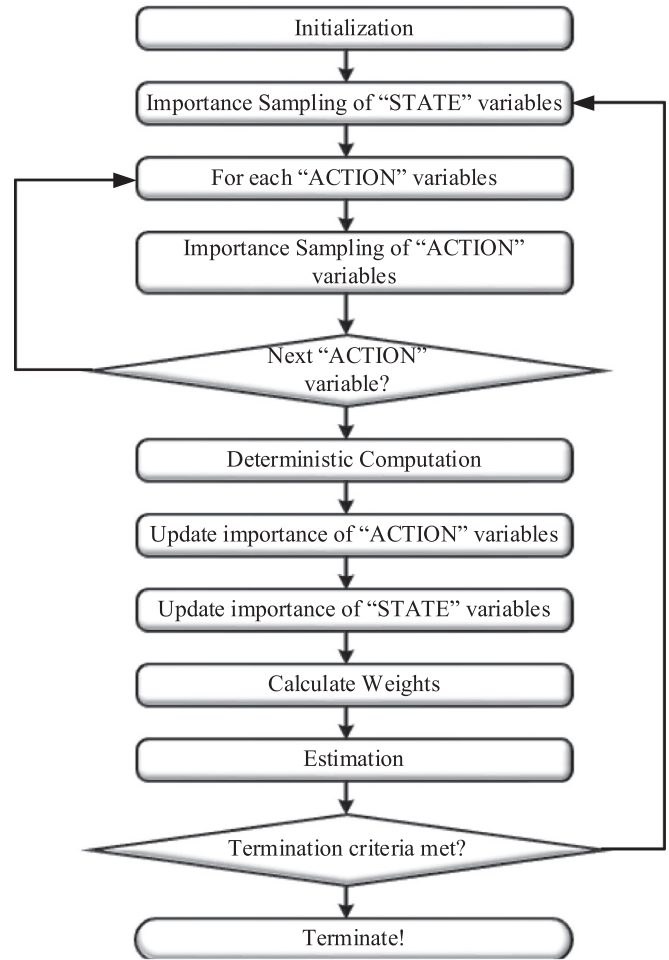 Initialization
Importance Sampling of “STATE” variables
For each “ACTION” variables
Importance Sampling of “ACTION”
variables
Next “ACTION”
variable?
Deterministic Computation
Update importance of “ACTION” variables
Update importance of “STATE” variables
Calculate Weights
Estimation
Termination criteria met?
Terminate!